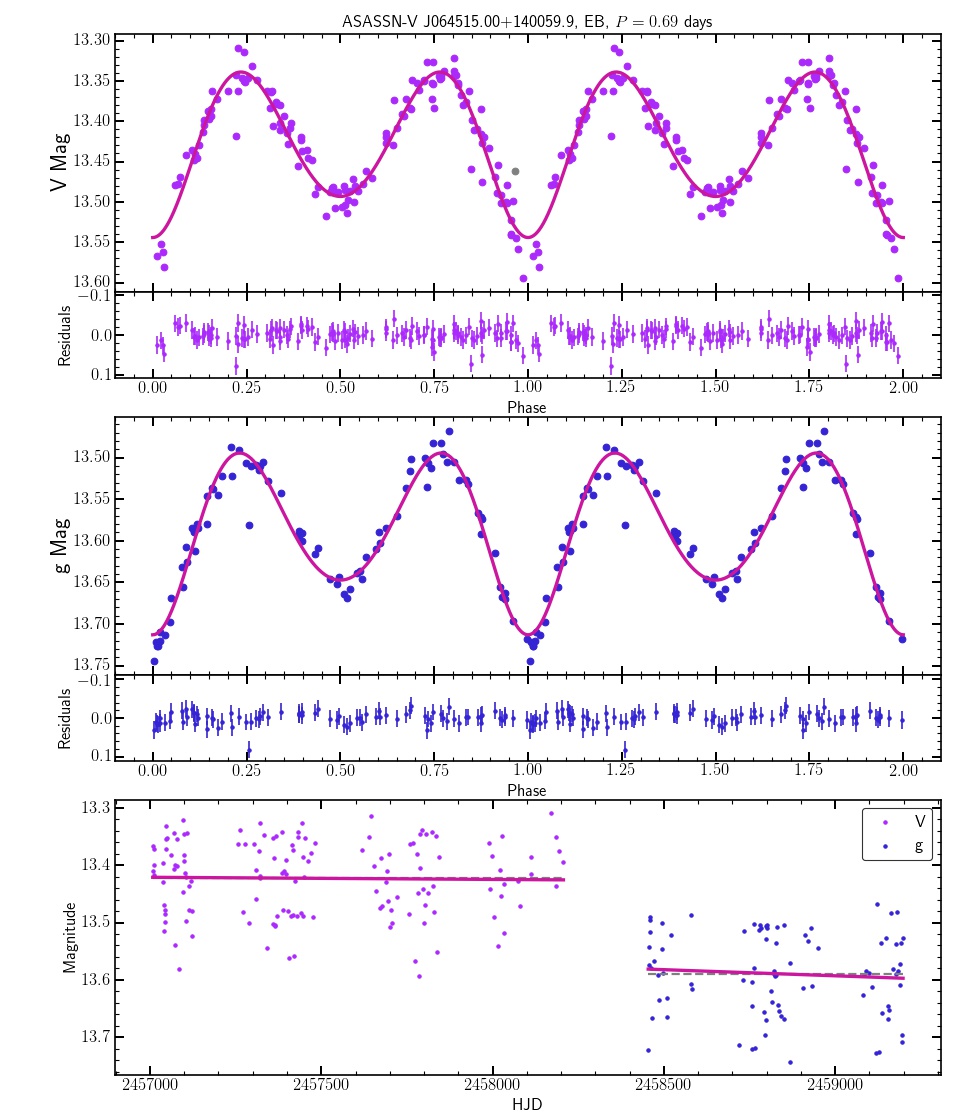 ASASSN-V J064515.00+140059.9, EB, P = 0.69 days
13.30
13.35
13.40
13.45
13.50
13.55
13.60
V Mag
−0.1
0.0
0.1
Residuals
0.00 0.25 0.50 0.75 1.00 1.25 1.50 1.75 2.00
Phase
13.50
13.55
13.60
13.65
13.70
13.75
g Mag
−0.1
0.0
0.1
Residuals
0.00 0.25 0.50 0.75 1.00 1.25 1.50 1.75 2.00
Phase
13.3
13.4
13.5
13.6
13.7
Magnitude
V
g
2457000 2457500 2458000 2458500 2459000
HJD